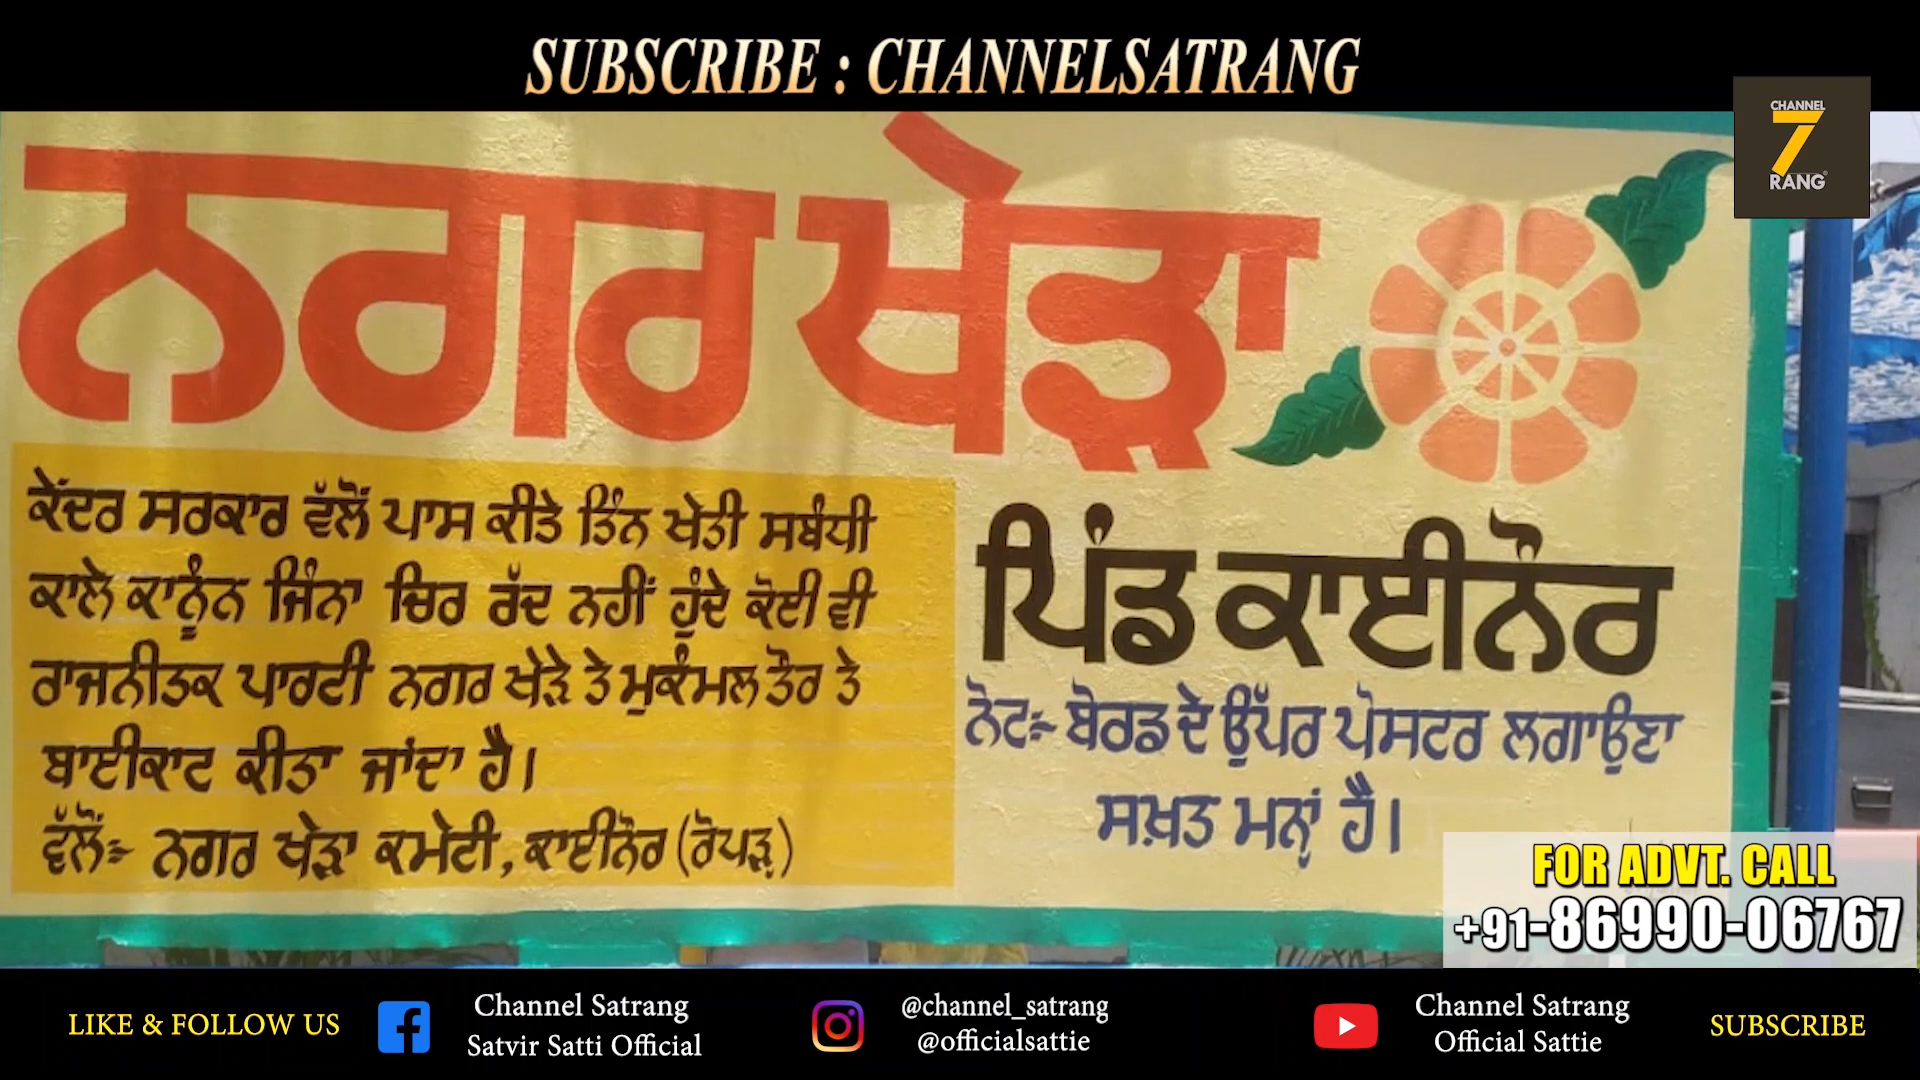 SUBSCRIBE : CHANNELSATRANG
CHANNEL
7
RANG
ਨਗਰ ਖੇੜਾ
ਕੇਂਦਰ ਸਰਕਾਰ ਵੱਲੋਂ ਪਾਸ ਕੀਤੇ ਤਿੰਨ ਖੇਤੀ ਸਬੰਧੀ
ਕਾਲੇ ਕਾਨੂੰਨ ਜਿੰਨਾ ਚਿਰ ਰੱਦ ਨਹੀਂ ਹੁੰਦੇ ਕੋਈ ਵੀ
ਰਾਜਨੀਤਕ ਪਾਰਟੀ ਨਗਰ ਖੇੜੇ ਤੇ ਮੁਕੰਮਲ ਤੌਰ ਤੇ
ਬਾਈਕਾਟ ਕੀਤਾ ਜਾਂਦਾ ਹੈ।
ਵੱਲੋਂ:- ਨਗਰ ਖੇੜਾ ਕਮੇਟੀ, ਕਾਈਨੌਰ (ਰੋਪੜ)
ਪਿੰਡ ਕਾਈਨੌਰ
ਨੋਟ:- ਬੋਰਡ ਦੇ ਉੱਪਰ ਪੋਸਟਰ ਲਗਾਉਣਾ
ਸਖ਼ਤ ਮਨ੍ਹਾਂ ਹੈ।
FOR ADVT. CALL
+91-86990-06767
LIKE & FOLLOW US
Channel Satrang
Satvir Satti Official
@channel_satrang
@officialsattie
Channel Satrang
Official Sattie
SUBSCRIBE